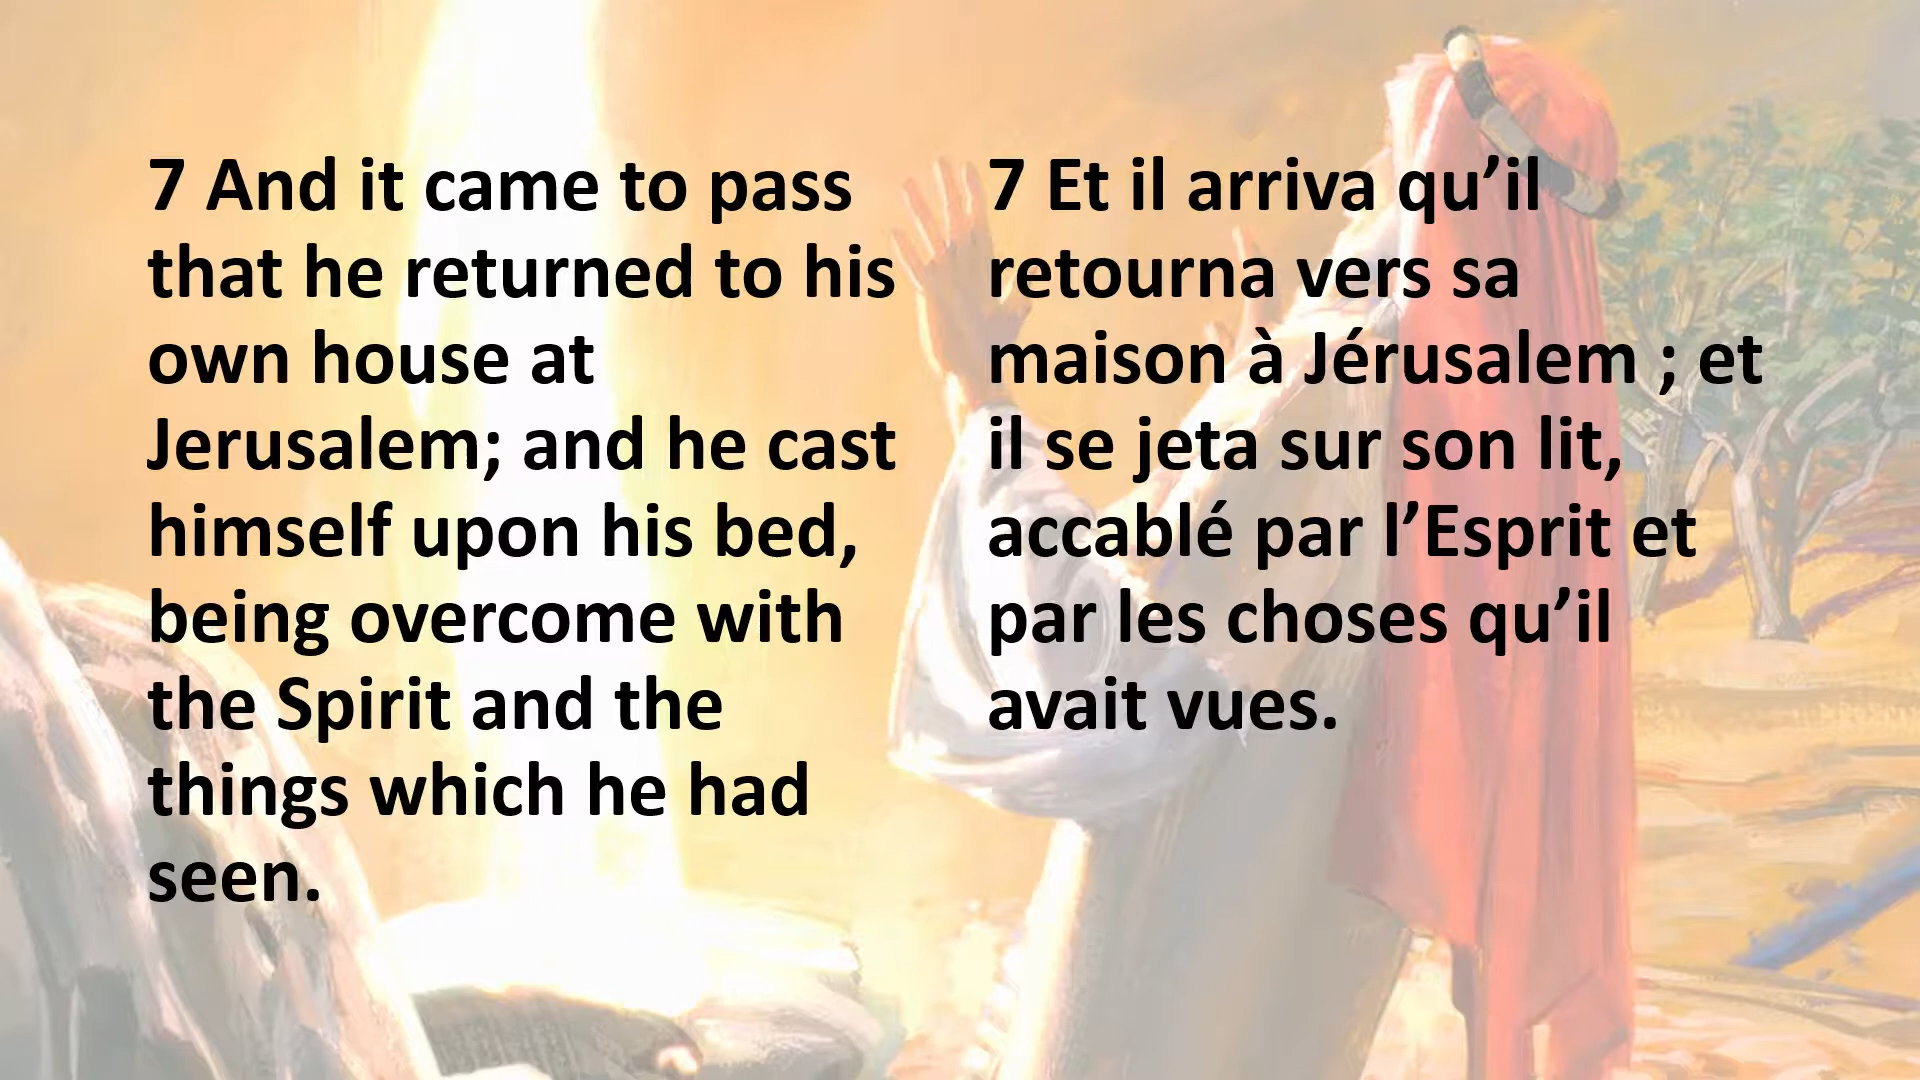 7 And it came to pass
that he returned to his
own house at
Jerusalem; and he cast
himself upon his bed,
being overcome with
the Spirit and the
things which he had
seen.
7 Et il arriva qu’il
retourna vers sa
maison à Jérusalem ; et
il se jeta sur son lit,
accablé par l’Esprit et
par les choses qu’il
avait vues.